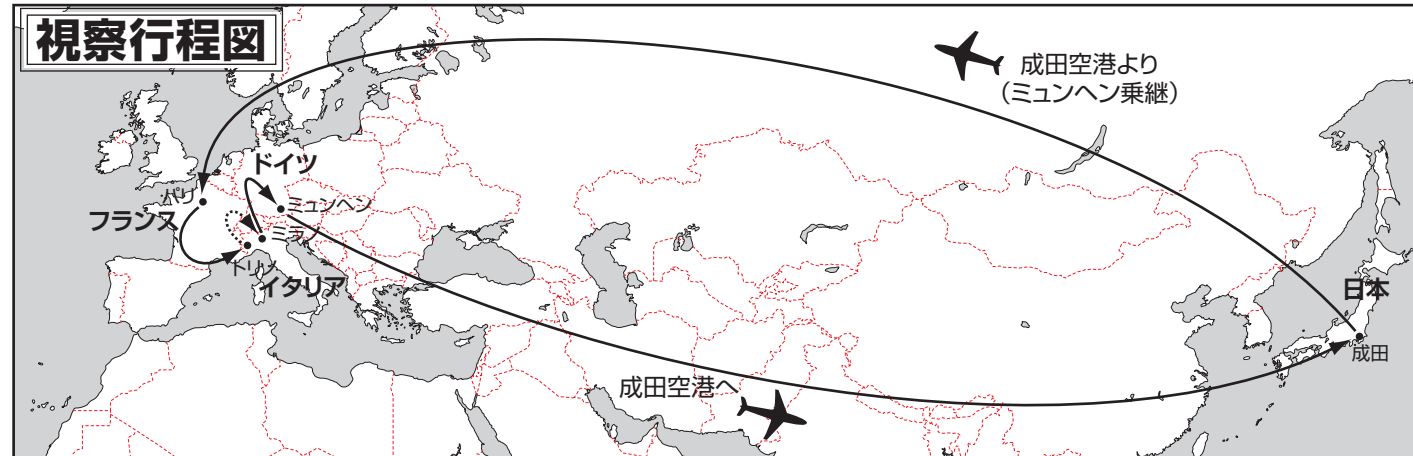 視察行程図
成田空港より
（ミュンヘン乗継）
ドイツ
パリ
ミュンヘン
フランス
ミラノ
トリノ
イタリア
日本
成田
成田空港へ